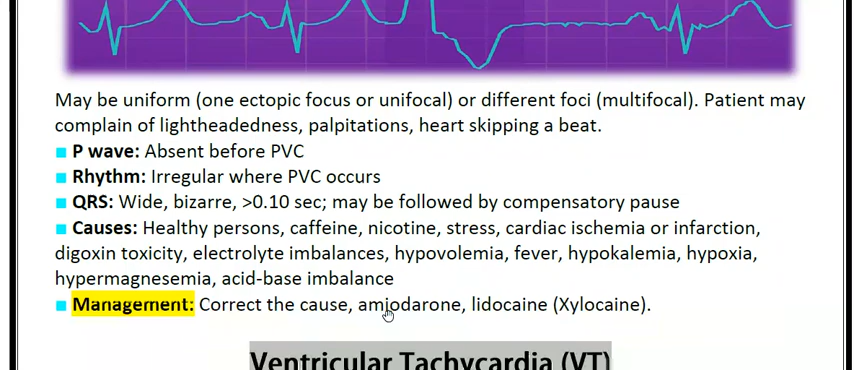 May be uniform (one ectopic focus or unifocal) or different foci (multifocal). Patient may
complain of lightheadedness, palpitations, heart skipping a beat.
■ P wave: Absent before PVC
■ Rhythm: Irregular where PVC occurs
■ QRS: Wide, bizarre, >0.10 sec; may be followed by compensatory pause
■ Causes: Healthy persons, caffeine, nicotine, stress, cardiac ischemia or infarction,
digoxin toxicity, electrolyte imbalances, hypovolemia, fever, hypokalemia, hypoxia,
hypermagnesemia, acid-base imbalance
■ Management: Correct the cause, amiodarone, lidocaine (Xylocaine).
Ventricular Tachycardia (VT)